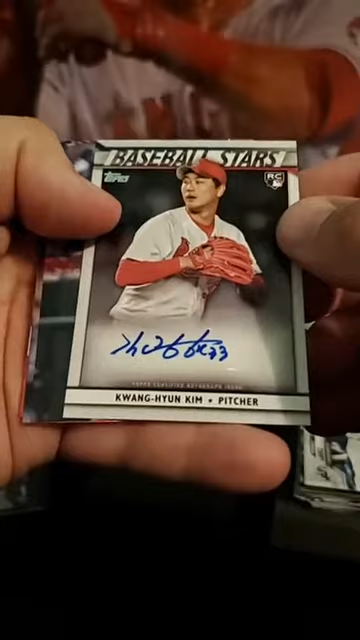 BASEBALL STARS
TOPPS
RC
TOPPS CERTIFIED AUTOGRAPH ISSUE
KWANG-HYUN KIM • PITCHER